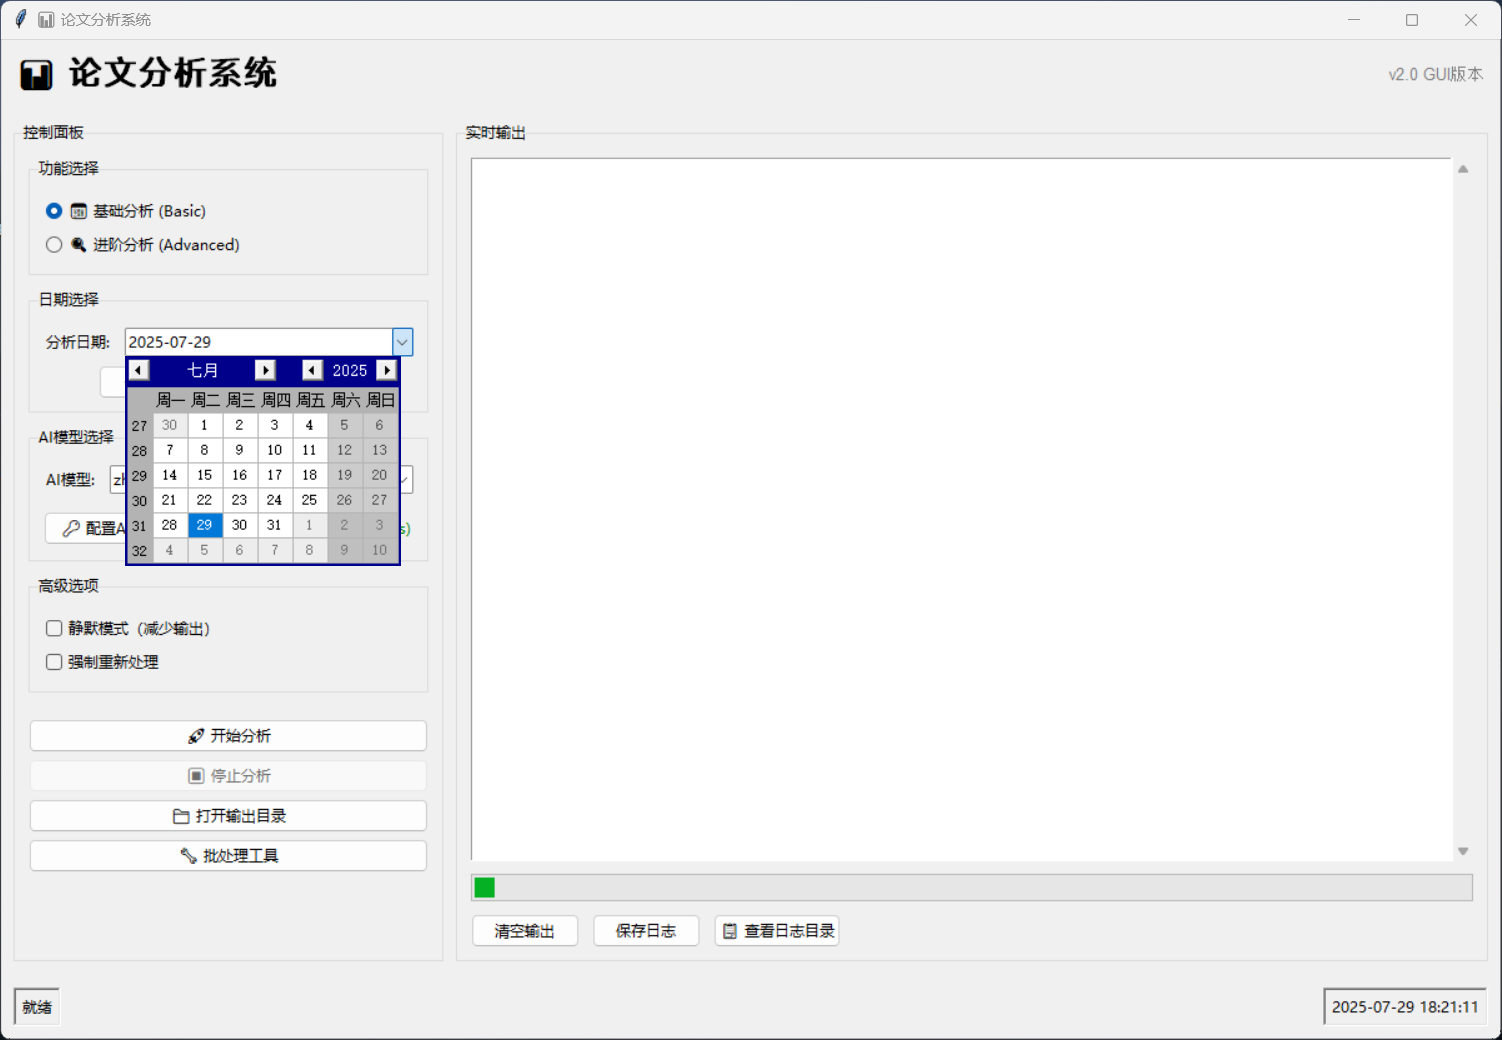 论文分析系统
论文分析系统
v2.0 GUI版本
控制面板
功能选择
基础分析 (Basic)
进阶分析 (Advanced)
日期选择
分析日期: 2025-07-29
七月 2025
周一 周二 周三 周四 周五 周六 周日
27 30 1 2 3 4 5 6
28 7 8 9 10 11 12 13
29 14 15 16 17 18 19 20
30 21 22 23 24 25 26 27
31 28 29 30 31 1 2 3
32 4 5 6 7 8 9 10
AI模型选择
AI模型:
配置A
s)
高级选项
静默模式（减少输出）
强制重新处理
开始分析
停止分析
打开输出目录
批处理工具
实时输出
清空输出 保存日志 查看日志目录
就绪
2025-07-29 18:21:11